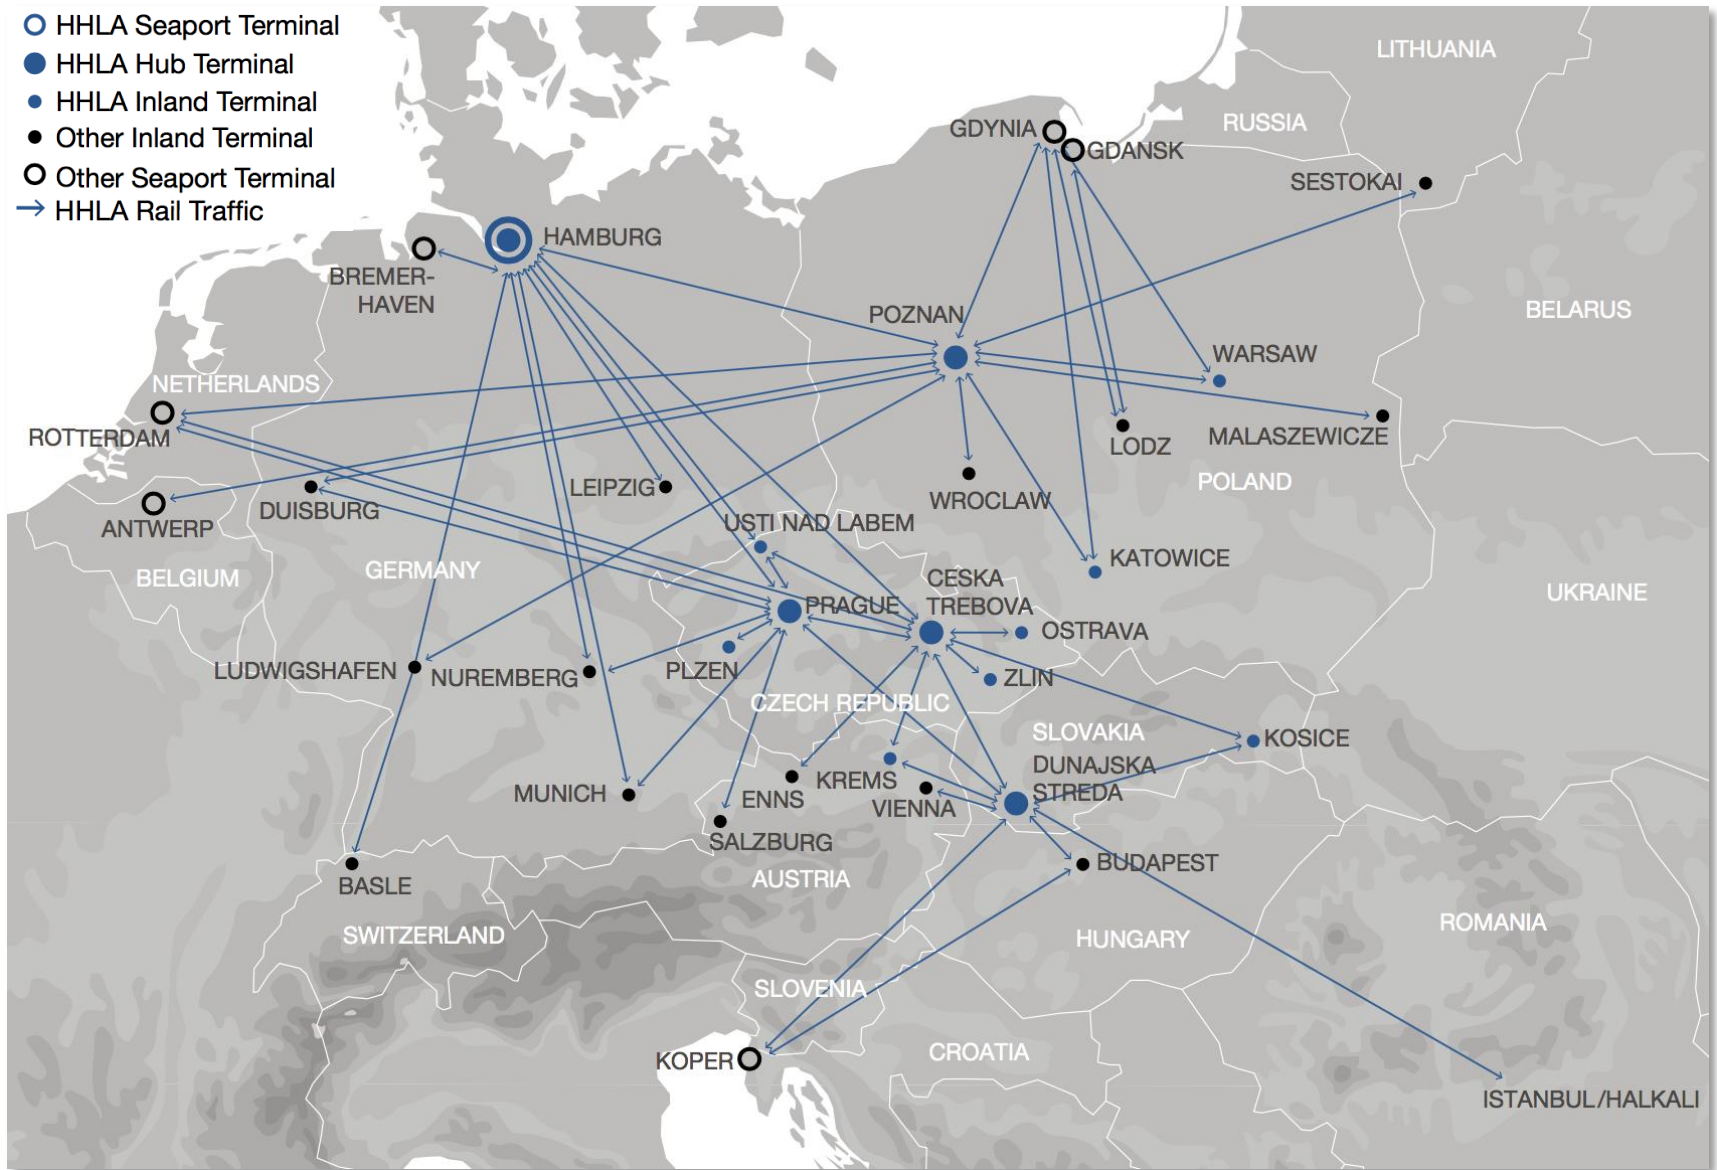 HHLA Seaport Terminal
HHLA Hub Terminal
HHLA Inland Terminal
Other Inland Terminal
Other Seaport Terminal
HHLA Rail Traffic
LITHUANIA
GDYNIA
RUSSIA
GDANSK
SESTOKAI
HAMBURG
BREMER-
HAVEN
BELARUS
POZNAN
WARSAW
NETHERLANDS
ROTTERDAM
LODZ
MALASZEWICZE
POLAND
LEIPZIG
WROCLAW
DUISBURG
ANTWERP
USTI NAD LABEM
KATOWICE
GERMANY
BELGIUM
CESKA
TREBOVA
PRAGUE
UKRAINE
OSTRAVA
LUDWIGSHAFEN
NUREMBERG
PLZEN
ZLIN
CZECH REPUBLIC
SLOVAKIA
KOSICE
DUNAJSKA
STREDA
MUNICH
ENNS
KREMS
VIENNA
SALZBURG
BUDAPEST
BASLE
AUSTRIA
SWITZERLAND
HUNGARY
ROMANIA
SLOVENIA
KOPER
CROATIA
ISTANBUL/HALKALI